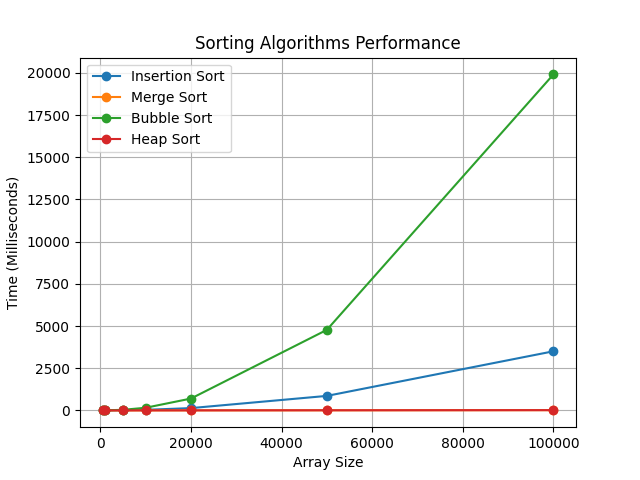 Sorting Algorithms Performance
Insertion Sort
Merge Sort
Bubble Sort
Heap Sort
20000
17500
15000
12500
10000
7500
5000
2500
0
Time (Milliseconds)
0 20000 40000 60000 80000 100000
Array Size